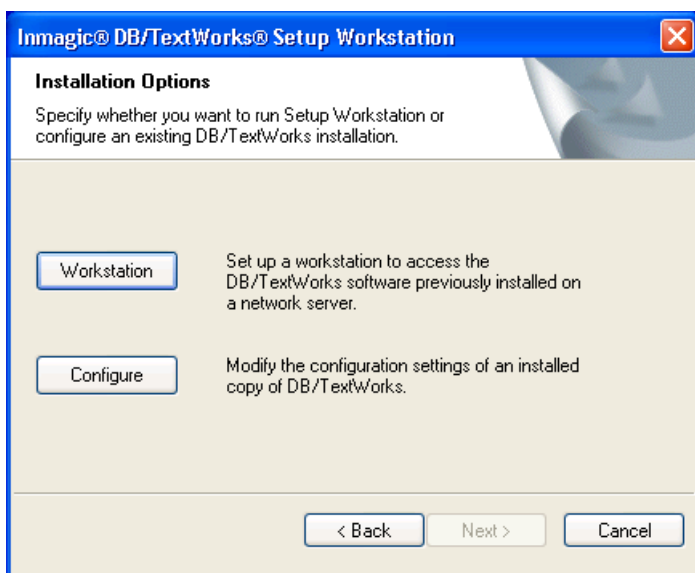 Inmagic® DB/TextWorks® Setup Workstation
Installation Options
Specify whether you want to run Setup Workstation or
configure an existing DB/TextWorks installation.
Workstation
Set up a workstation to access the
DB/TextWorks software previously installed on
a network server.
Configure
Modify the configuration settings of an installed
copy of DB/TextWorks.
< Back
Next >
Cancel